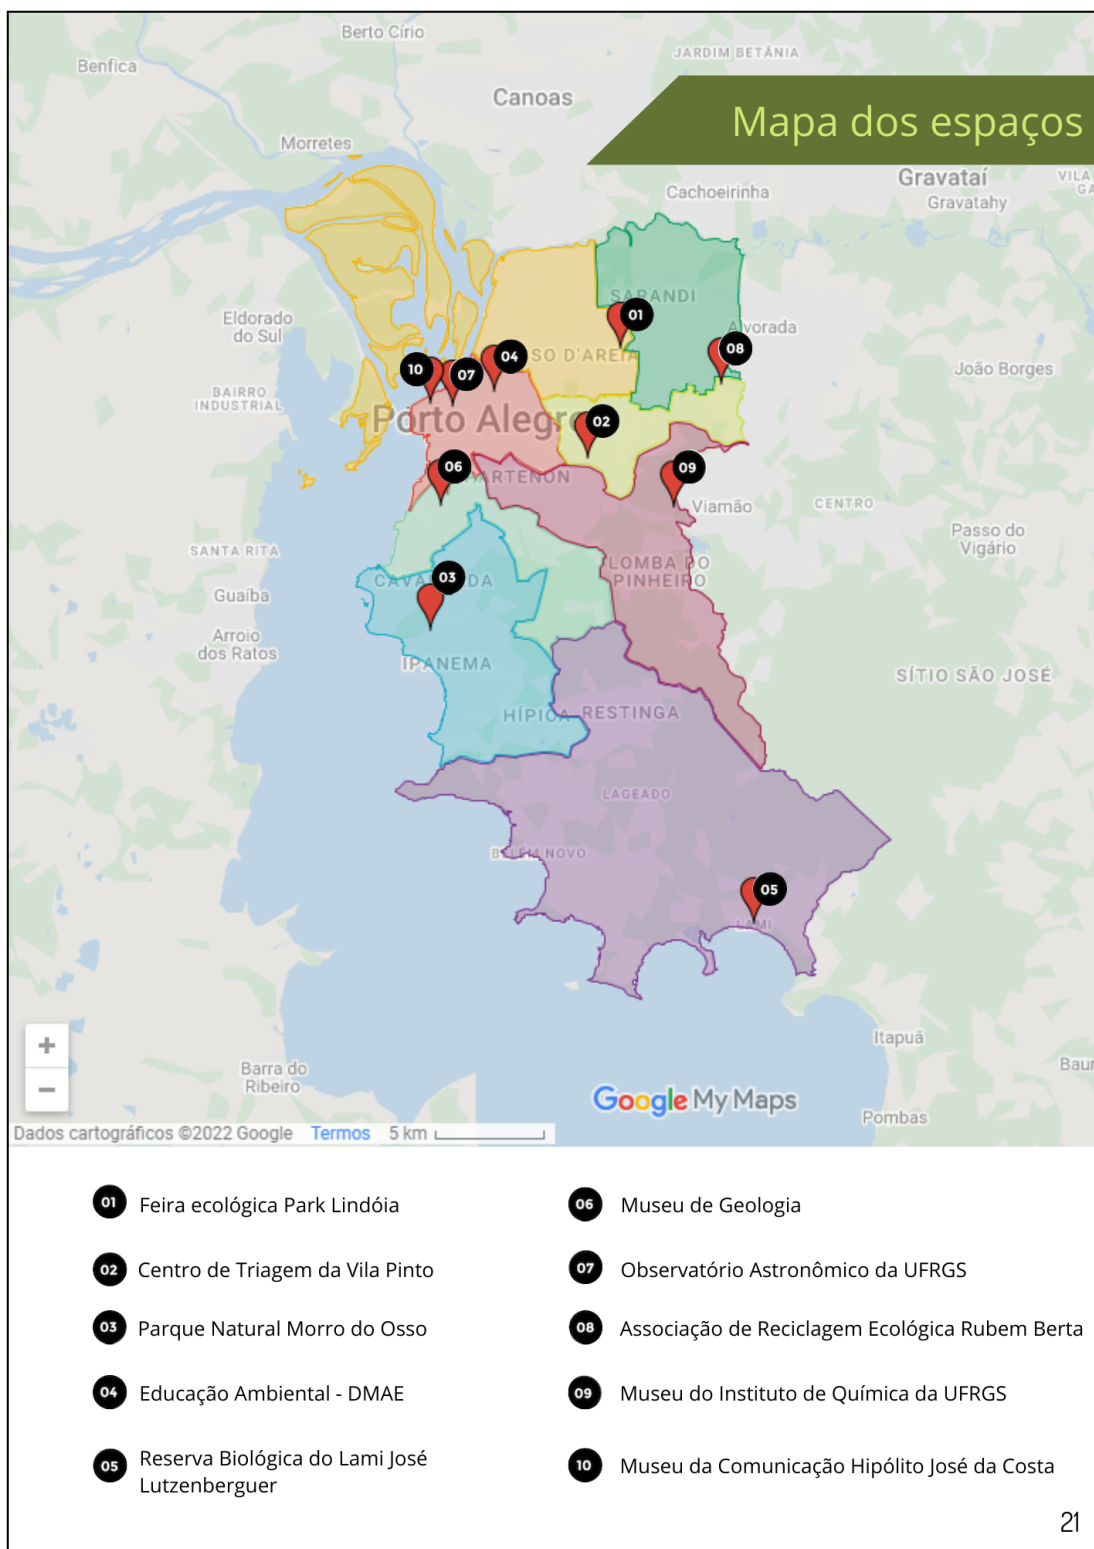 Berto Círio
JARDIM BETÂNIA
Benfica
Canoas
Mapa dos espaços
Morretes
Cachoeirinha
Gravataí
Gravatahy
VILA
GA
SARANDI
01
Eldorado
do Sul
Alvorada
08
SO D'AREIA
04
10
07
João Borges
BAIRRO
INDUSTRIAL
Porto Alegre
02
06
ARTENON
09
Viamão
CENTRO
Passo do
Vigário
SANTA RITA
LOMBA DO
PINHEIRO
CAVALHADA
03
Guaíba
Arroio
dos Ratos
IPANEMA
SÍTIO SÃO JOSÉ
HÍPICA
RESTINGA
LAGEADO
BELÉM NOVO
05
LAMI
+
−
Itapuã
Barra do
Ribeiro
Baur
Google My Maps
Pombas
Dados cartográficos ©2022 Google Termos 5 km
01 Feira ecológica Park Lindóia
02 Centro de Triagem da Vila Pinto
03 Parque Natural Morro do Osso
04 Educação Ambiental - DMAE
05 Reserva Biológica do Lami José
Lutzenberguer
06 Museu de Geologia
07 Observatório Astronômico da UFRGS
08 Associação de Reciclagem Ecológica Rubem Berta
09 Museu do Instituto de Química da UFRGS
10 Museu da Comunicação Hipólito José da Costa
21